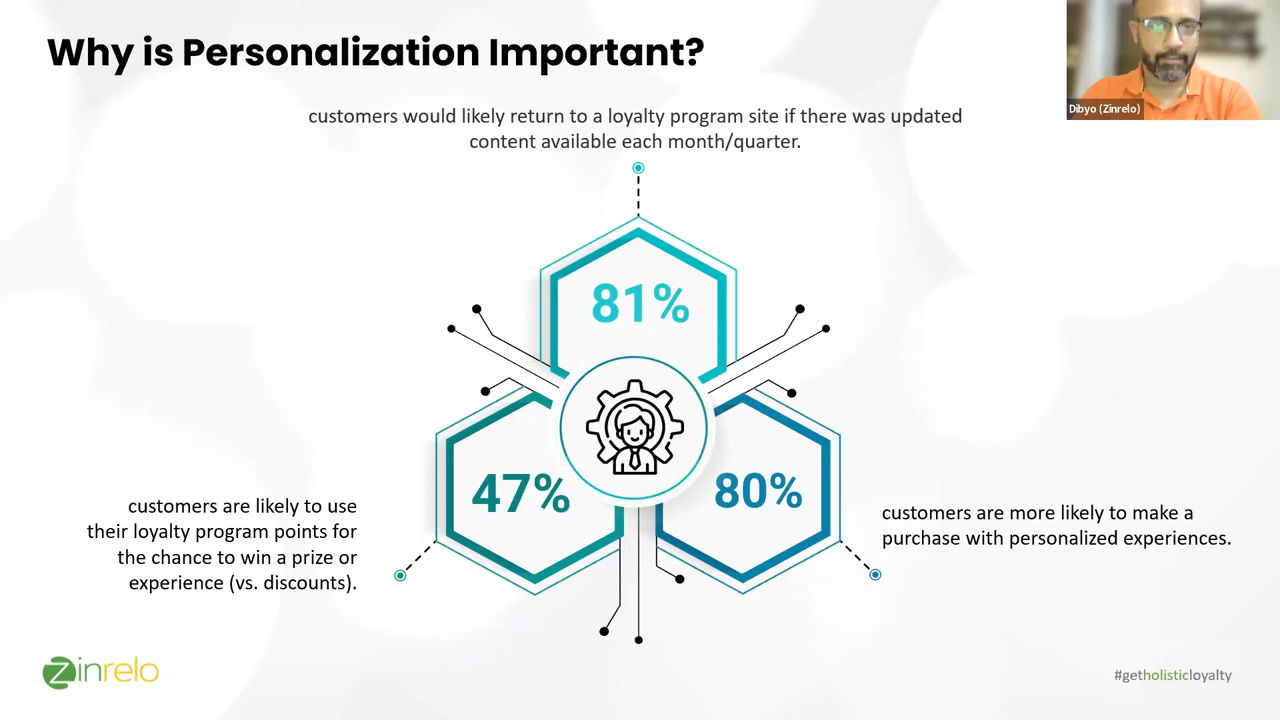 Why is Personalization Important?
Dibyo (Zinrelo)
customers would likely return to a loyalty program site if there was updated
content available each month/quarter.
81%
47%
80%
customers are likely to use
their loyalty program points for
the chance to win a prize or
experience (vs. discounts).
customers are more likely to make a
purchase with personalized experiences.
zinrelo
#getholisticloyalty